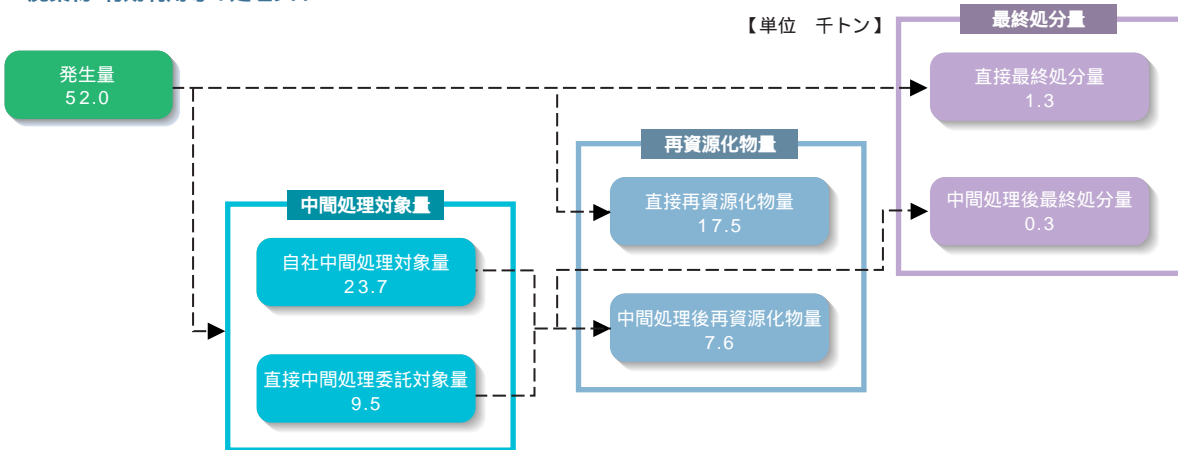 【単位 千トン】
最終処分量
発生量
52.0
直接最終処分量
1.3
再資源化物量
中間処理対象量
直接再資源化物量
17.5
中間処理後最終処分量
0.3
自社中間処理対象量
23.7
中間処理後再資源化物量
7.6
直接中間処理委託対象量
9.5